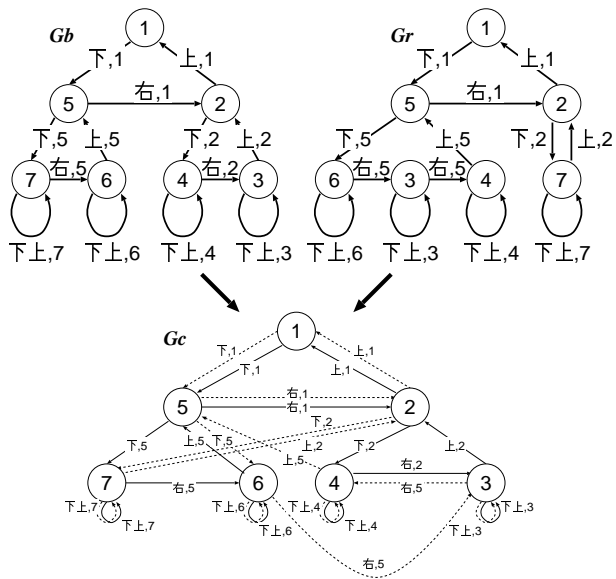 Gb
1
下,1
上,1
5
右,1
2
下,5
上,5
下,2
上,2
7
右,5
6
4
右,2
3
下上,7
下上,6
下上,4
下上,3
Gr
1
下,1
上,1
5
右,1
2
下,5
上,5
下,2
上,2
6
右,5
3
右,5
4
7
下上,6
下上,3
下上,4
下上,7
Gc
1
下,1
上,1
下,1
上,1
5
右,1
右,1
2
下,2
下,5
上,5
下,5
上,2
下,2
上,2
上,5
7
右,5
6
4
右,2
右,5
3
下上,7
下上,7
下上,6
下上,6
下上,4
下上,4
下上,3
下上,3
右,5